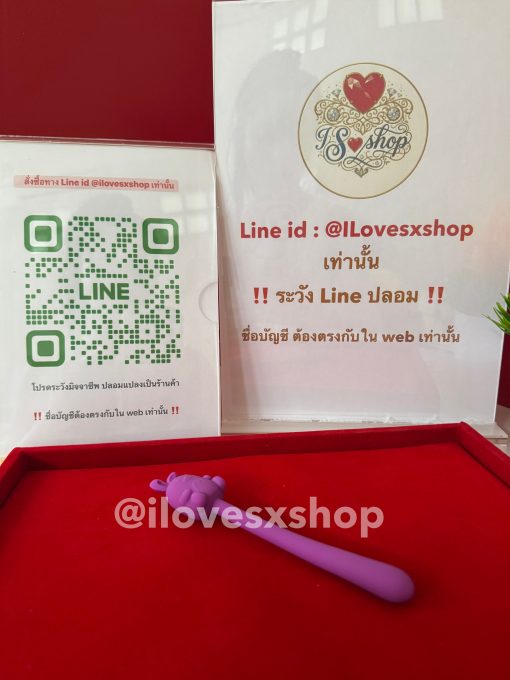 สั่งซื้อทาง Line id @ilovesxshop เท่านั้น
LINE
โปรดระวังมิจจาชีพ ปลอมแปลงเป็นร้านค้า
‼️ ชื่อบัญชีต้องตรงกับใน web เท่านั้น ‼️
I S❤shop
Line id : @ILovesxshop
เท่านั้น
‼️ ระวัง Line ปลอม ‼️
ชื่อบัญชี ต้องตรงกับใน web เท่านั้น
@ilovesxshop